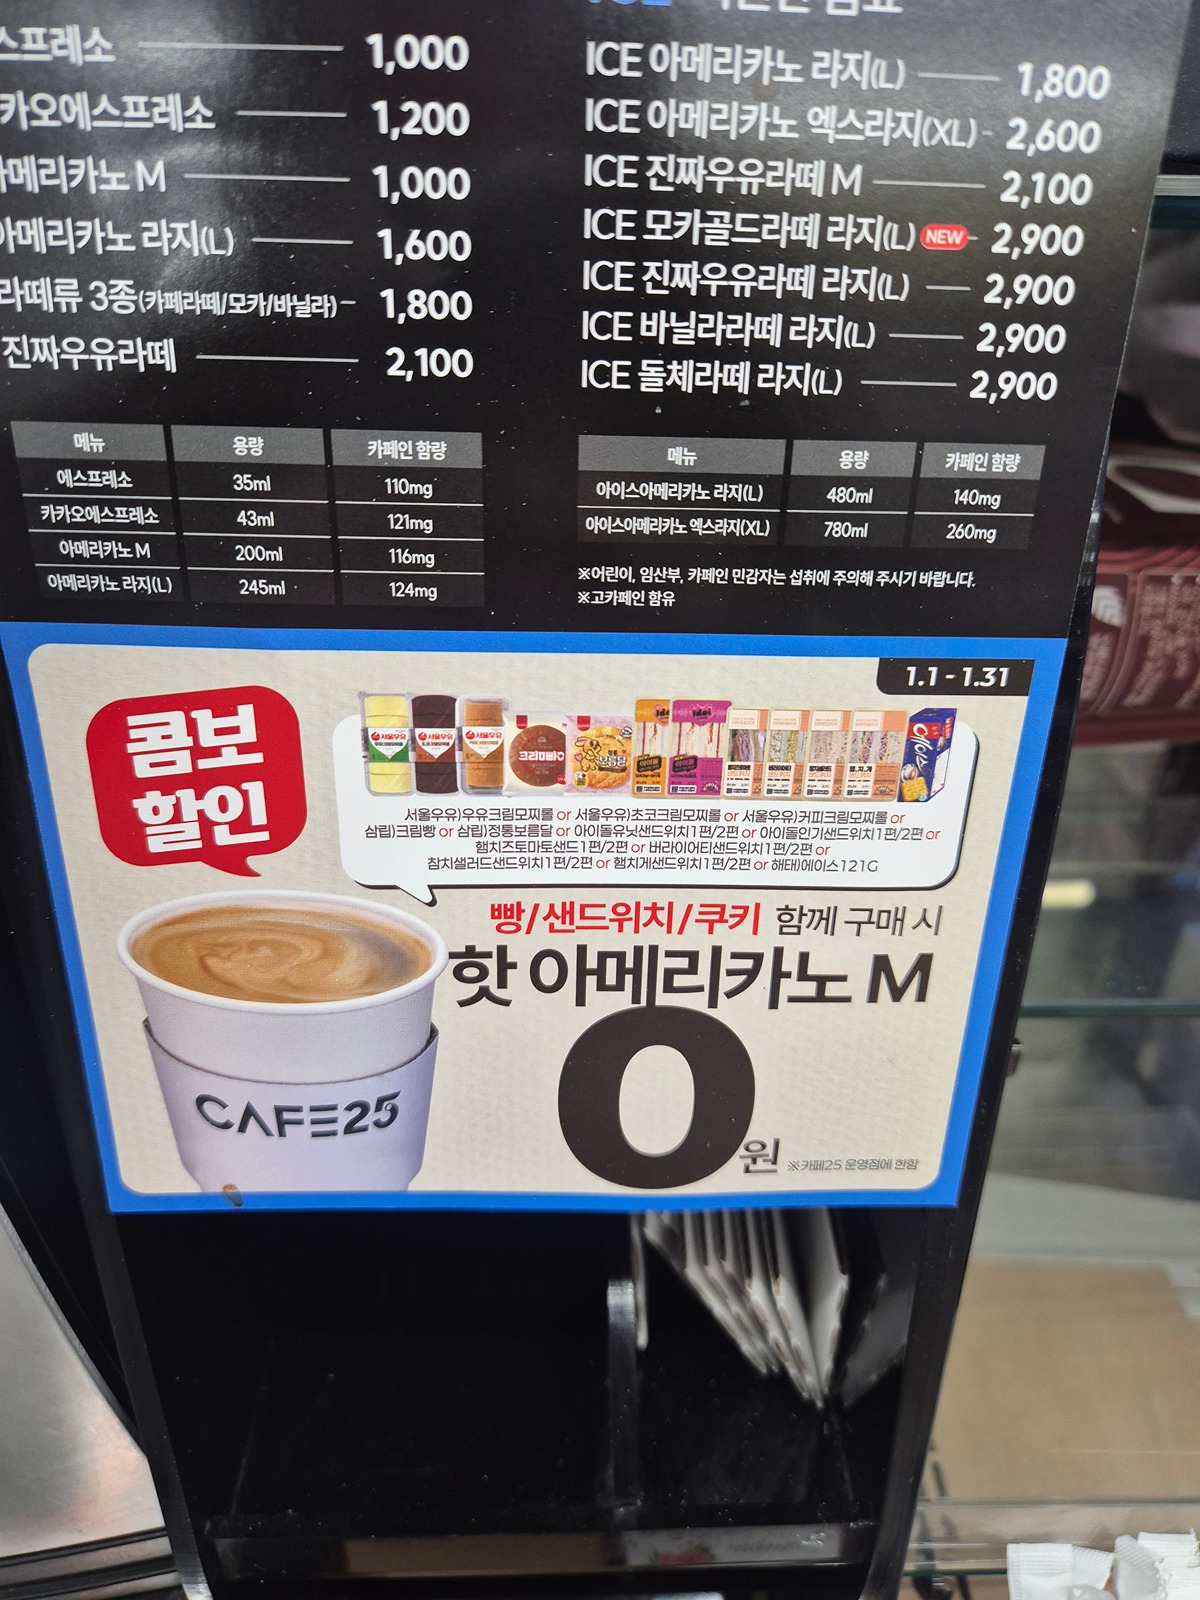 스프레소 1,000
카오에스프레소 1,200
아메리카노 M 1,000
아메리카노 라지(L) 1,600
라떼류 3종(카페라떼/모카/바닐라) 1,800
진짜우유라떼 2,100
메뉴 용량 카페인 함량
에스프레소 35ml 110mg
카카오에스프레소 43ml 121mg
아메리카노 M 200ml 116mg
아메리카노 라지(L) 245ml 124mg
ICE 아메리카노 라지(L) 1,800
ICE 아메리카노 엑스라지(XL) 2,600
ICE 진짜우유라떼 M 2,100
ICE 모카골드라떼 라지(L) NEW 2,900
ICE 진짜우유라떼 라지(L) 2,900
ICE 바닐라라떼 라지(L) 2,900
ICE 돌체라떼 라지(L) 2,900
메뉴 용량 카페인 함량
아이스아메리카노 라지(L) 480ml 140mg
아이스아메리카노 엑스라지(XL) 780ml 260mg
※어린이, 임산부, 카페인 민감자는 섭취에 주의해 주시기 바랍니다.
※고카페인 함유
1.1 - 1.31
콤보
할인
서울우유)우유크림모찌롤 or 서울우유)초코크림모찌롤 or 서울우유)커피크림모찌롤 or
삼립)크림빵 or 삼립)정통보름달 or 아이돌유닛샌드위치1편/2편 or 아이돌인기샌드위치1편/2편 or
햄치즈토마토샌드1편/2편 or 버라이어티샌드위치1편/2편 or
참치샐러드샌드위치1편/2편 or 햄치게샌드위치1편/2편 or 해태)에이스121G
빵/샌드위치/쿠키 함께 구매 시
핫 아메리카노 M
0원
※카페25 운영점에 한함
CAFE25